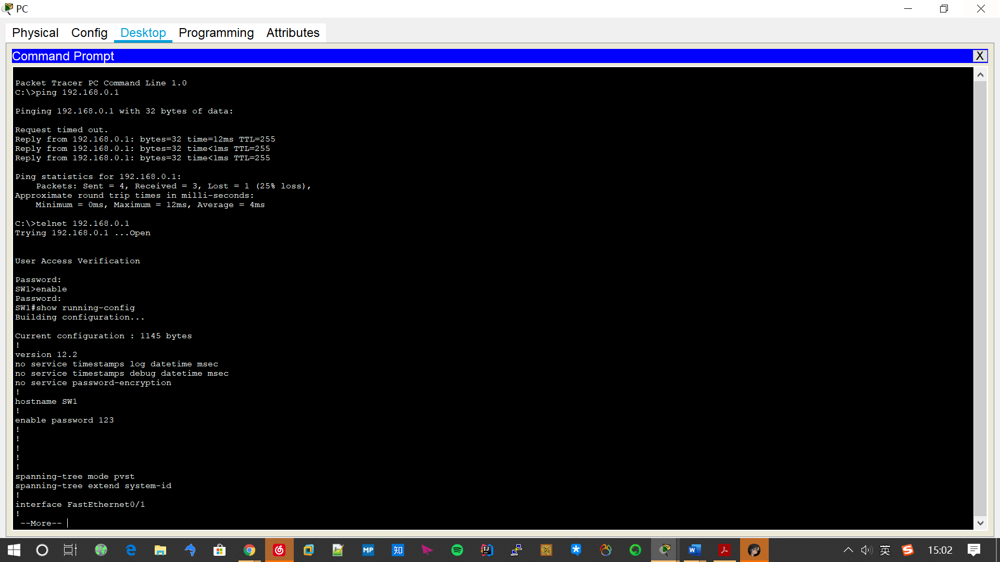 PC
Physical Config Desktop Programming Attributes
Command Prompt
X
Packet Tracer PC Command Line 1.0
C:\>ping 192.168.0.1
Pinging 192.168.0.1 with 32 bytes of data:
Request timed out.
Reply from 192.168.0.1: bytes=32 time=12ms TTL=255
Reply from 192.168.0.1: bytes=32 time<1ms TTL=255
Reply from 192.168.0.1: bytes=32 time<1ms TTL=255
Ping statistics for 192.168.0.1:
    Packets: Sent = 4, Received = 3, Lost = 1 (25% loss),
Approximate round trip times in milli-seconds:
    Minimum = 0ms, Maximum = 12ms, Average = 4ms
C:\>telnet 192.168.0.1
Trying 192.168.0.1 ...Open
User Access Verification
Password:
SW1>enable
Password:
SW1#show running-config
Building configuration...
Current configuration : 1145 bytes
!
version 12.2
no service timestamps log datetime msec
no service timestamps debug datetime msec
no service password-encryption
!
hostname SW1
!
enable password 123
!
!
!
!
!
spanning-tree mode pvst
spanning-tree extend system-id
!
interface FastEthernet0/1
!
 --More--
MP 知 IJ W 英 S 15:02